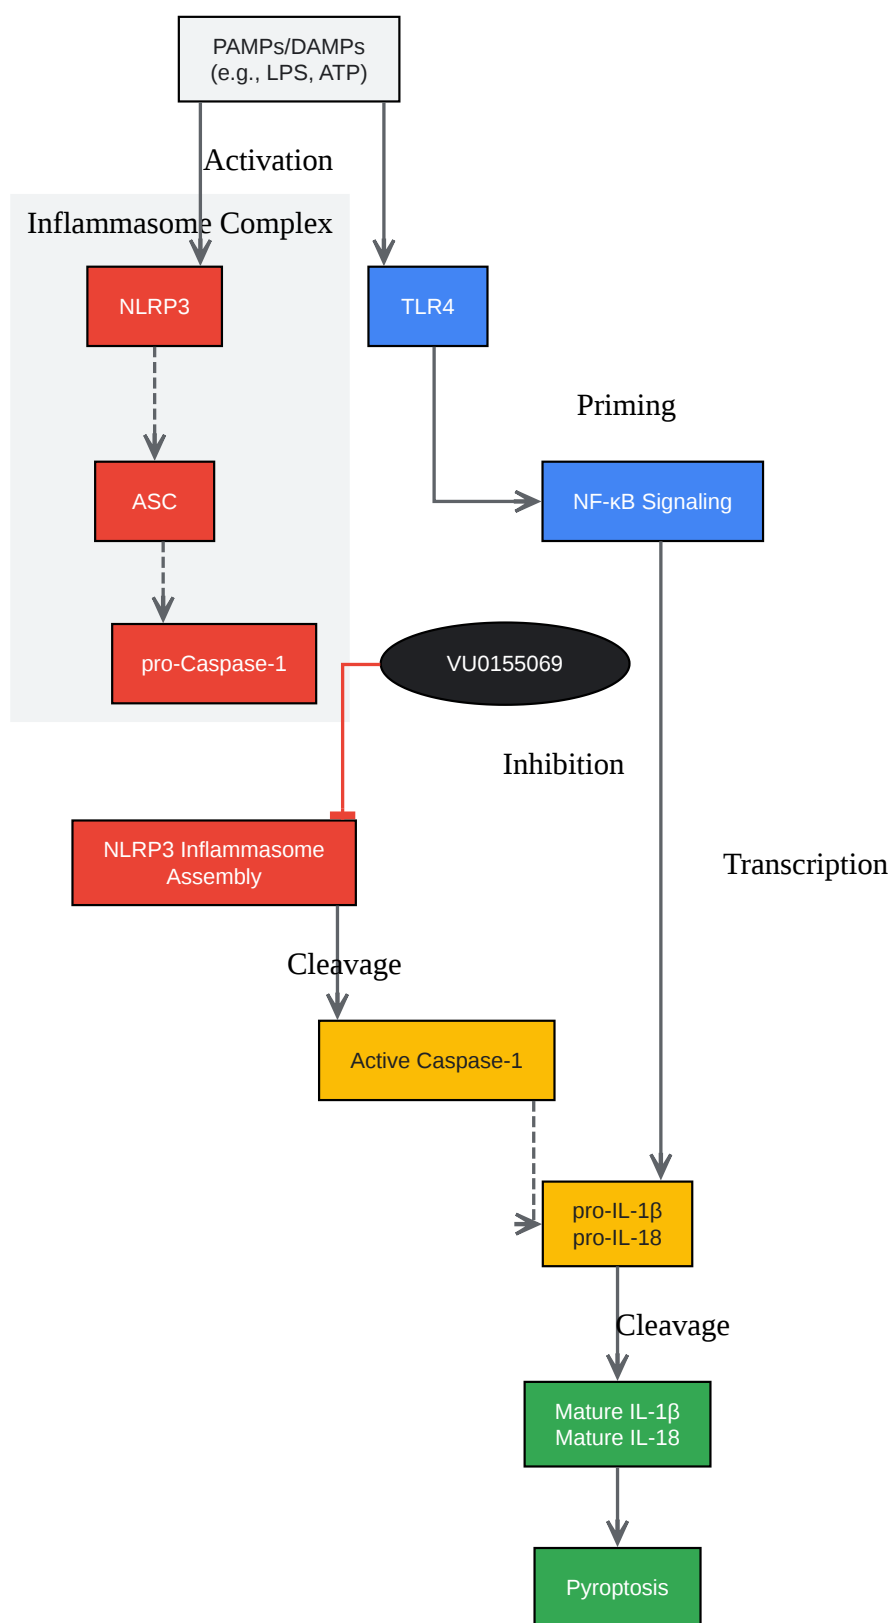 PAMPs/DAMPs
(e.g., LPS, ATP)
Activation
Inflammasome Complex
NLRP3
TLR4
Priming
ASC
NF-κB Signaling
pro-Caspase-1
VU0155069
Inhibition
NLRP3 Inflammasome
Assembly
Transcription
Cleavage
Active Caspase-1
pro-IL-1β
pro-IL-18
Cleavage
Mature IL-1β
Mature IL-18
Pyroptosis